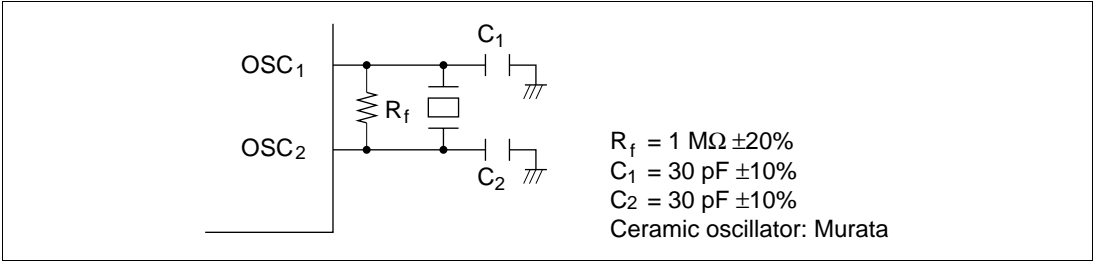 C1
OSC1
Rf
OSC2
C2
Rf = 1 MΩ ±20%
C1 = 30 pF ±10%
C2 = 30 pF ±10%
Ceramic oscillator: Murata